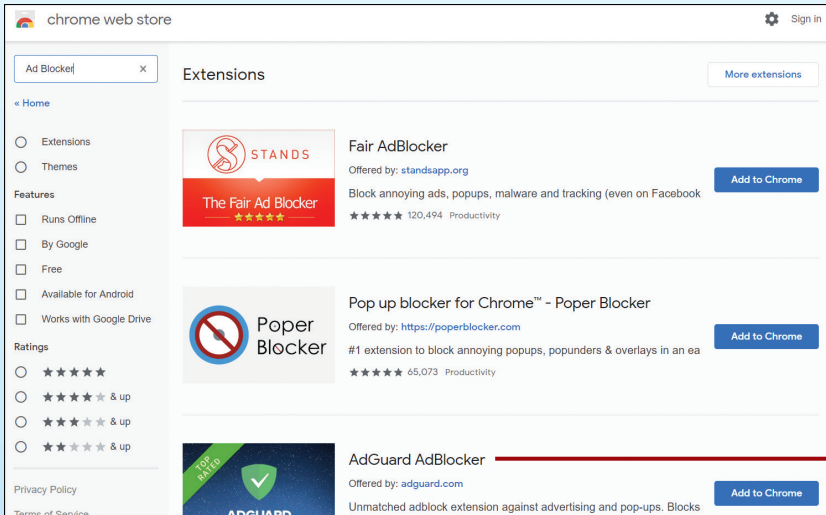 chrome web store
Sign in
Ad Blocker
« Home
Extensions
Themes
Features
Runs Offline
By Google
Free
Available for Android
Works with Google Drive
Ratings
& up
& up
& up
Privacy Policy
Terms of Service
Extensions
More extensions
STANDS
The Fair Ad Blocker
Fair AdBlocker
Offered by: standsapp.org
Block annoying ads, popups, malware and tracking (even on Facebook
120,494 Productivity
Add to Chrome
Poper
Blocker
Pop up blocker for Chrome™ - Poper Blocker
Offered by: https://poperblocker.com
#1 extension to block annoying popups, popunders & overlays in an ea
65,073 Productivity
Add to Chrome
TOP
RATED
ADGUARD
AdGuard AdBlocker
Offered by: adguard.com
Unmatched adblock extension against advertising and pop-ups. Blocks
Add to Chrome